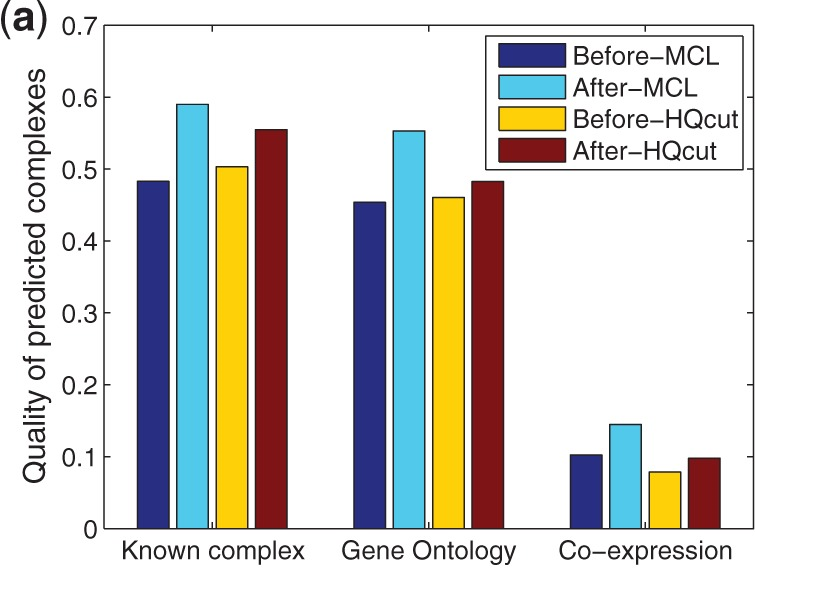 (a)
Quality of predicted complexes
0.7
0.6
0.5
0.4
0.3
0.2
0.1
0
Before−MCL
After−MCL
Before−HQcut
After−HQcut
Known complex
Gene Ontology
Co−expression